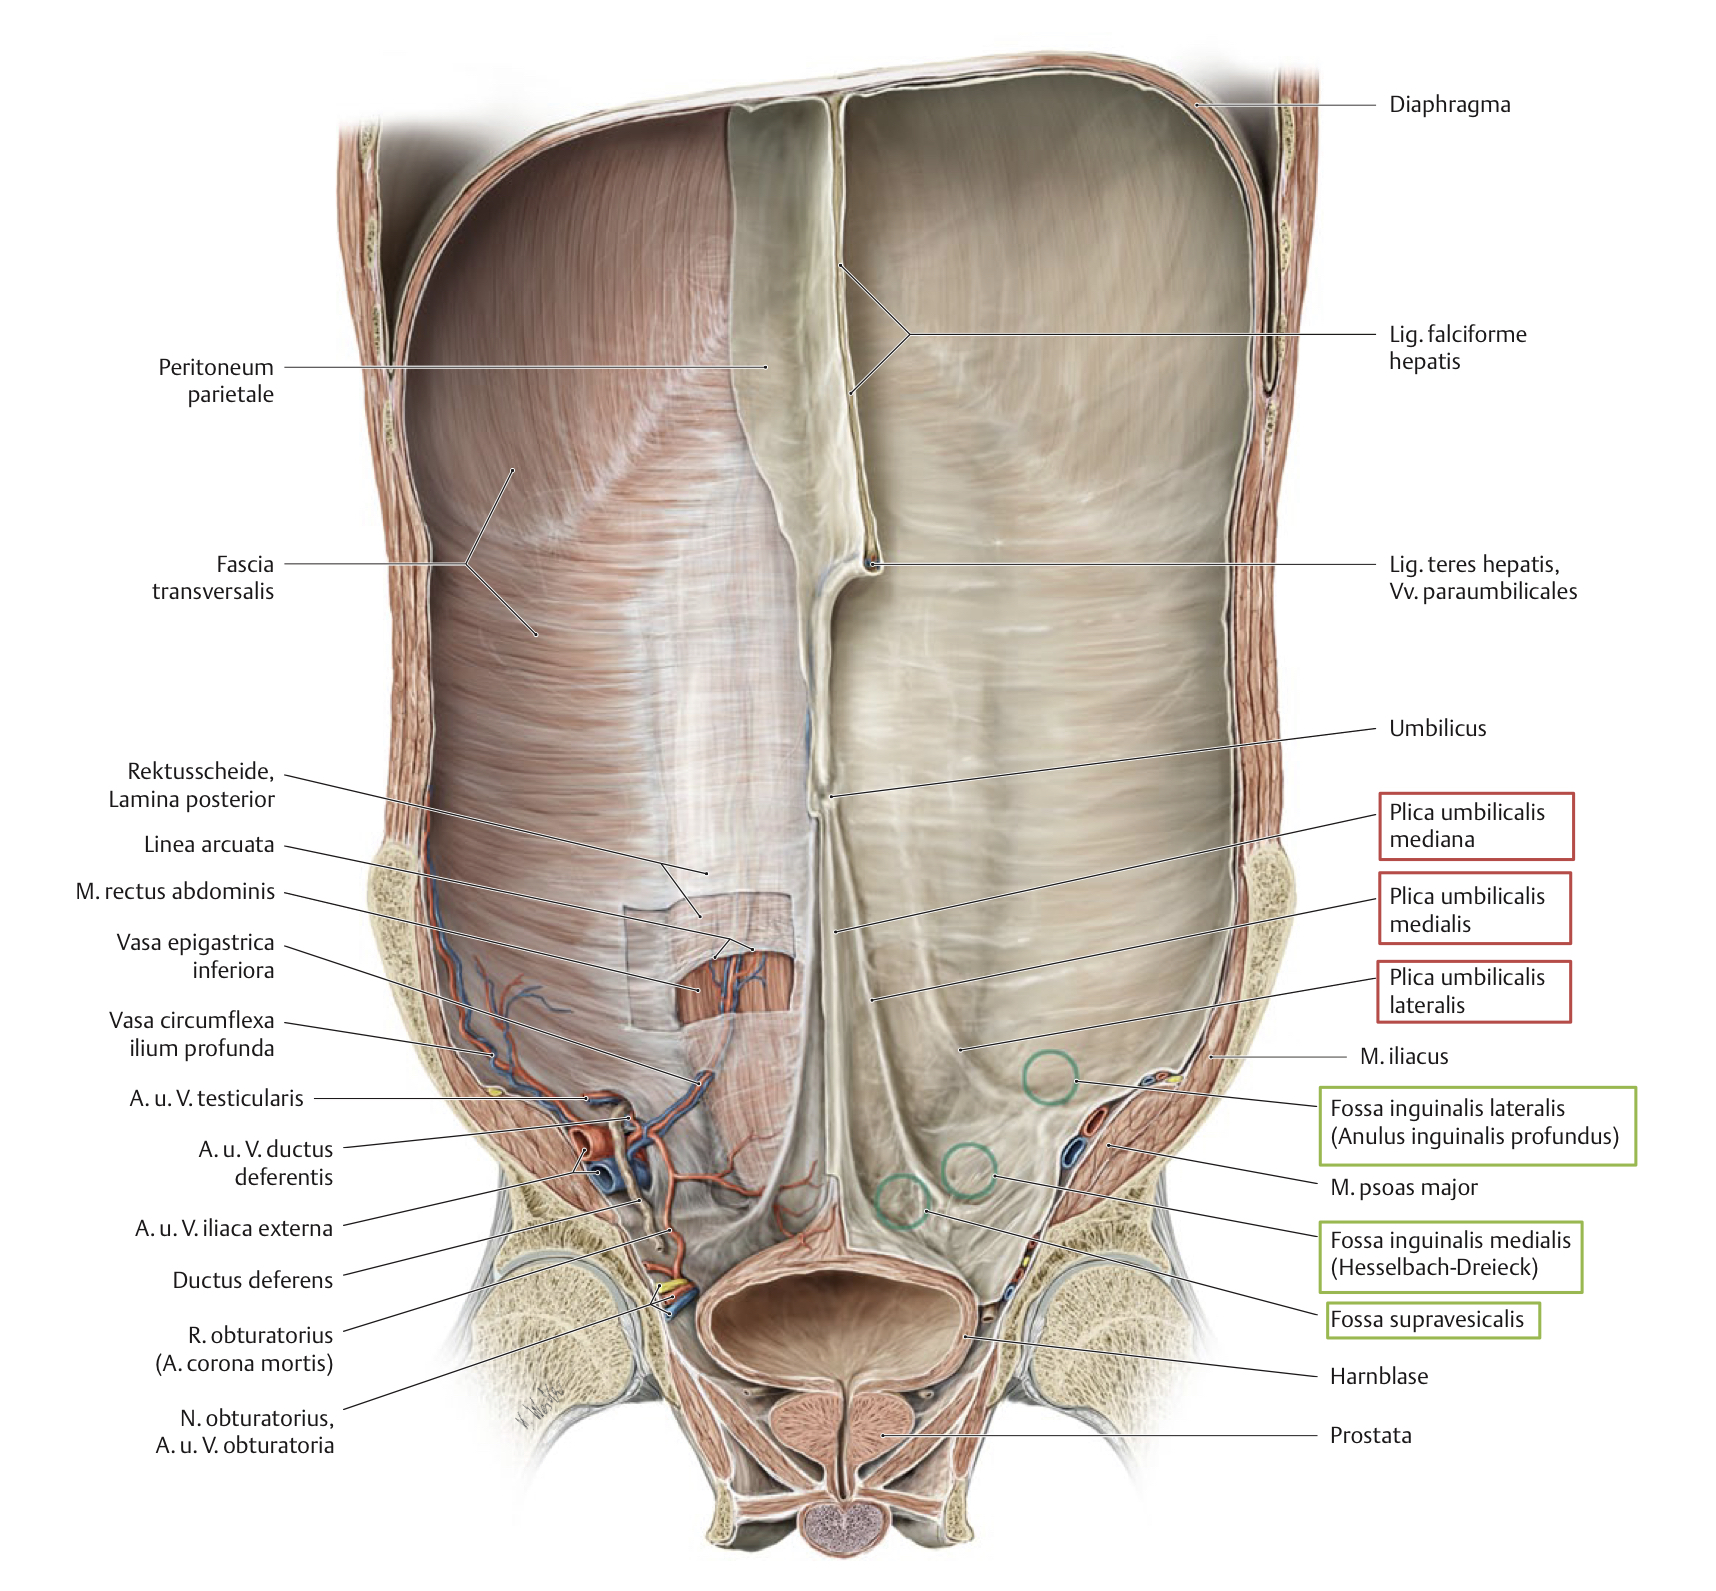 Diaphragma
Lig. falciforme
hepatis
Peritoneum
parietale
Fascia
transversalis
Lig. teres hepatis,
Vv. paraumbilicales
Umbilicus
Rektusscheide,
Lamina posterior
Linea arcuata
M. rectus abdominis
Vasa epigastrica
inferiora
Vasa circumflexa
ilium profunda
A. u. V. testicularis
A. u. V. ductus
deferentis
A. u. V. iliaca externa
Ductus deferens
R. obturatorius
(A. corona mortis)
N. obturatorius,
A. u. V. obturatoria
Plica umbilicalis
mediana
Plica umbilicalis
medialis
Plica umbilicalis
lateralis
M. iliacus
Fossa inguinalis lateralis
(Anulus inguinalis profundus)
M. psoas major
Fossa inguinalis medialis
(Hesselbach-Dreieck)
Fossa supravesicalis
Harnblase
Prostata